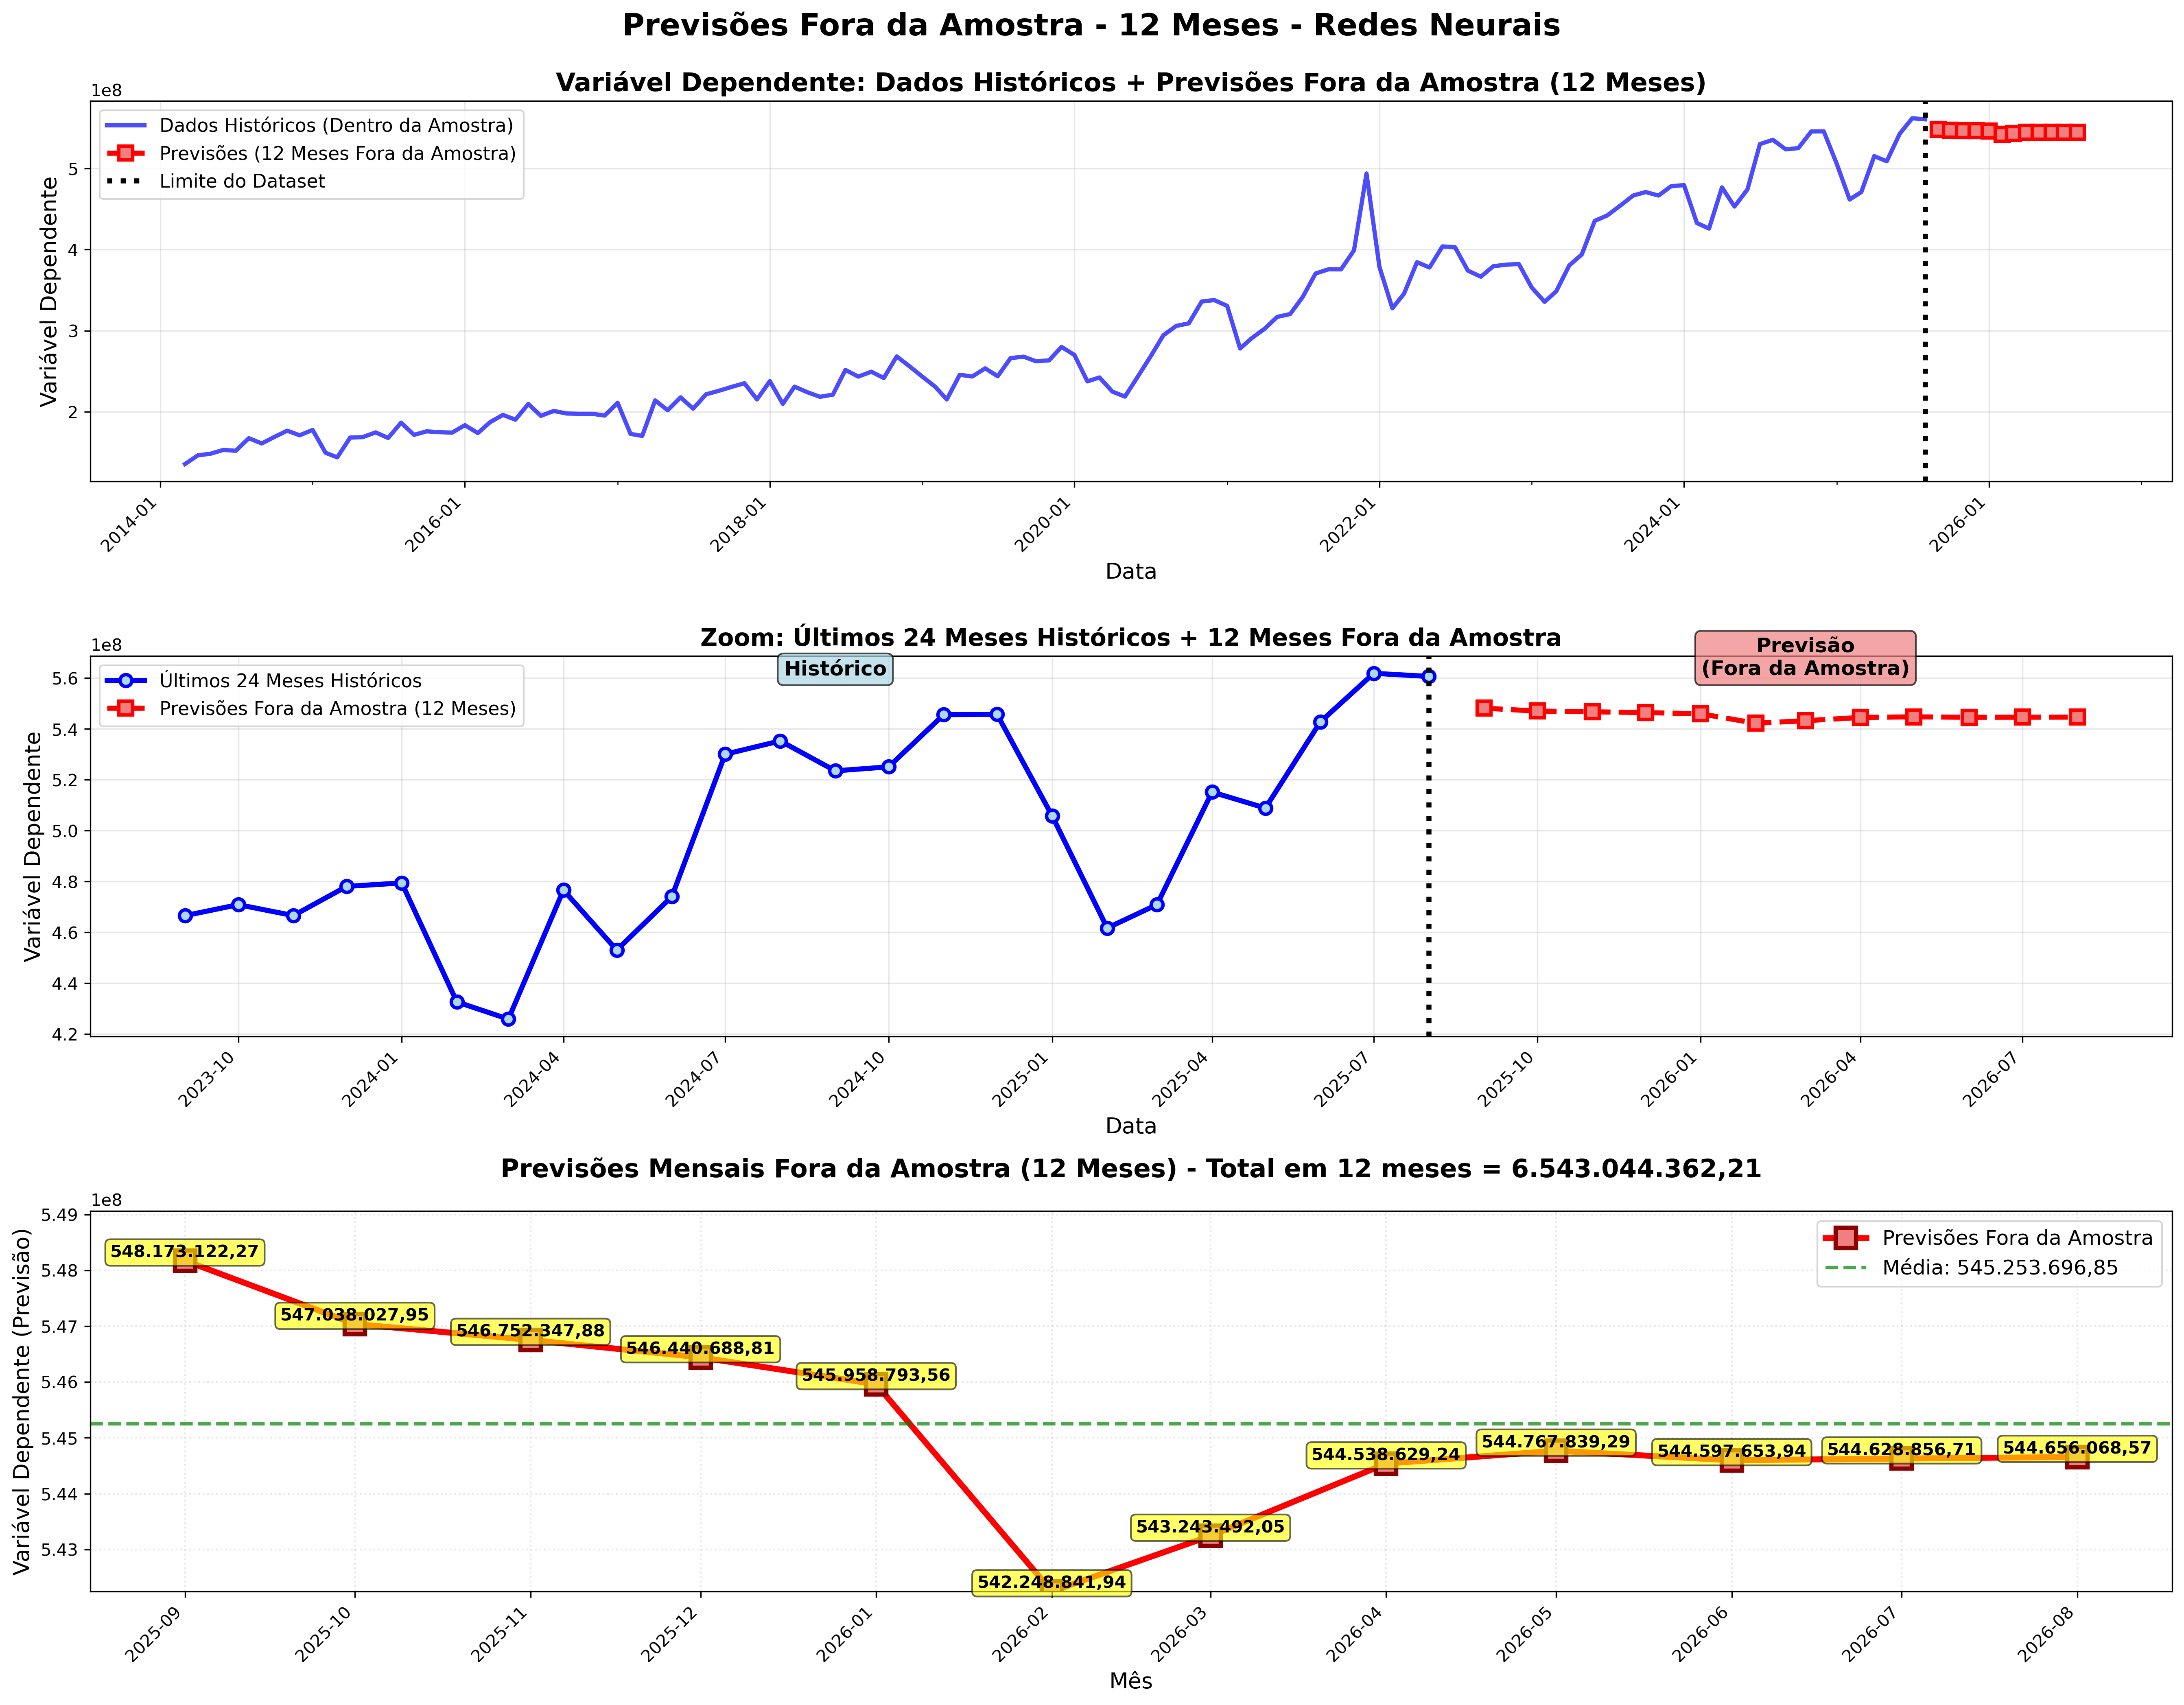 Previsões Fora da Amostra - 12 Meses - Redes Neurais
Variável Dependente: Dados Históricos + Previsões Fora da Amostra (12 Meses)
1e8
Dados Históricos (Dentro da Amostra)
Previsões (12 Meses Fora da Amostra)
Limite do Dataset
Variável Dependente
5
4
3
2
2014-01
2016-01
2018-01
2020-01
2022-01
2024-01
2026-01
Data
Zoom: Últimos 24 Meses Históricos + 12 Meses Fora da Amostra
1e8
Últimos 24 Meses Históricos
Previsões Fora da Amostra (12 Meses)
Histórico
Previsão
(Fora da Amostra)
Variável Dependente
5.6
5.4
5.2
5.0
4.8
4.6
4.4
4.2
2023-10
2024-01
2024-04
2024-07
2024-10
2025-01
2025-04
2025-07
2025-10
2026-01
2026-04
2026-07
Data
Previsões Mensais Fora da Amostra (12 Meses) - Total em 12 meses = 6.543.044.362,21
1e8
Previsões Fora da Amostra
Média: 545.253.696,85
Variável Dependente (Previsão)
5.49
5.48
5.47
5.46
5.45
5.44
5.43
548.173.122,27
547.038.027,95
546.752.347,88
546.440.688,81
545.958.793,56
542.248.841,94
543.243.492,05
544.538.629,24
544.767.839,29
544.597.653,94
544.628.856,71
544.656.068,57
2025-09
2025-10
2025-11
2025-12
2026-01
2026-02
2026-03
2026-04
2026-05
2026-06
2026-07
2026-08
Mês